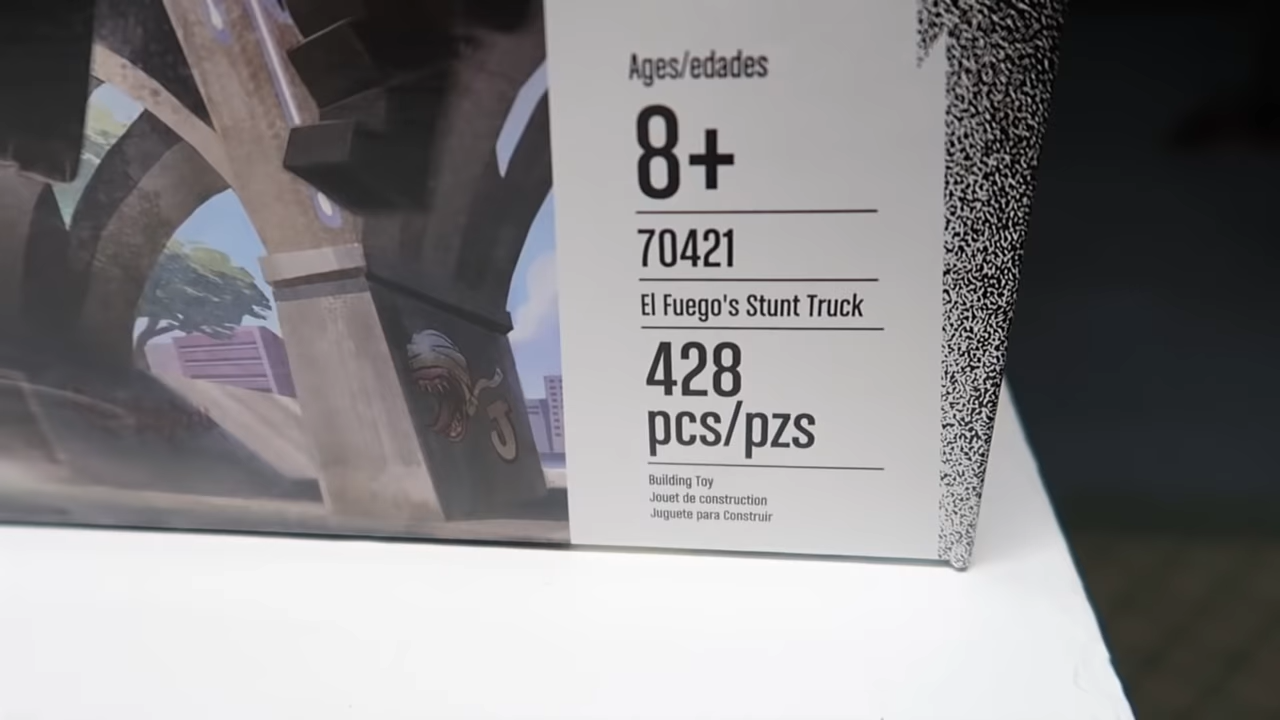 Ages/edades
8+
70421
El Fuego's Stunt Truck
428
pcs/pzs
Building Toy
Jouet de construction
Juguete para Construir